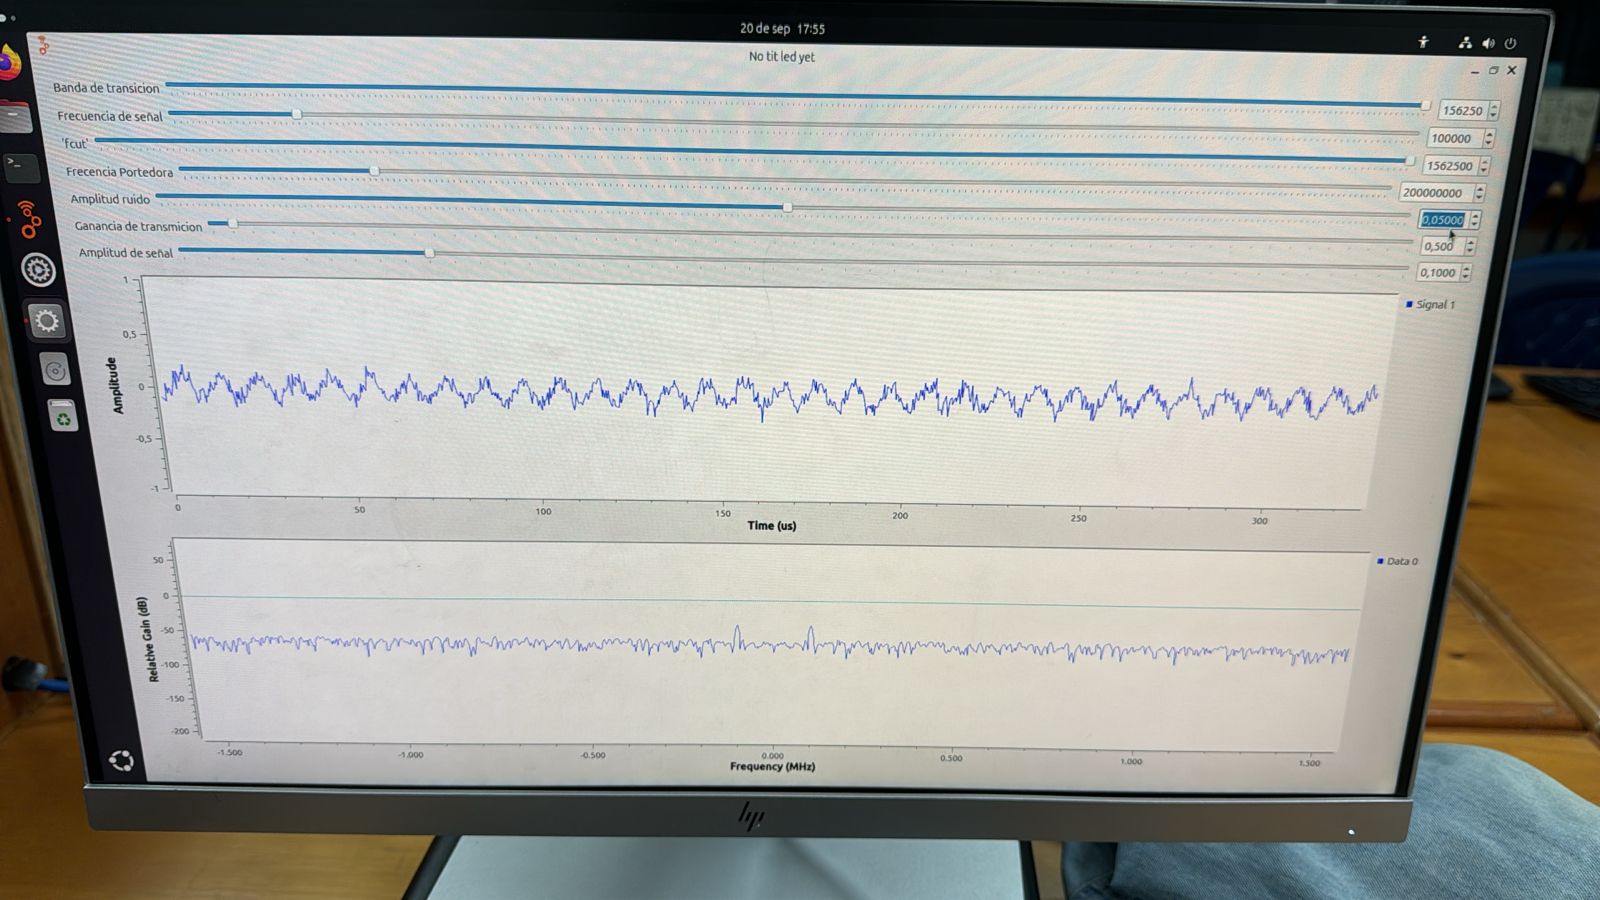 20 de sep 17:55
No tit led yet
Banda de transicion 156250
Frecuencia de señal 100000
'fcut' 1562500
Frecencia Portedora 200000000
Amplitud ruido 0,05000
Ganancia de transmicion 0,500
Amplitud de señal 0,1000
Signal 1
Amplitude
1
0,5
0
-0,5
-1
0 50 100 150 200 250 300
Time (us)
Data 0
Relative Gain (dB)
50
0
-50
-100
-150
-200
-1.500 -1.000 -0.500 0.000 0.500 1.000 1.500
Frequency (MHz)
hp